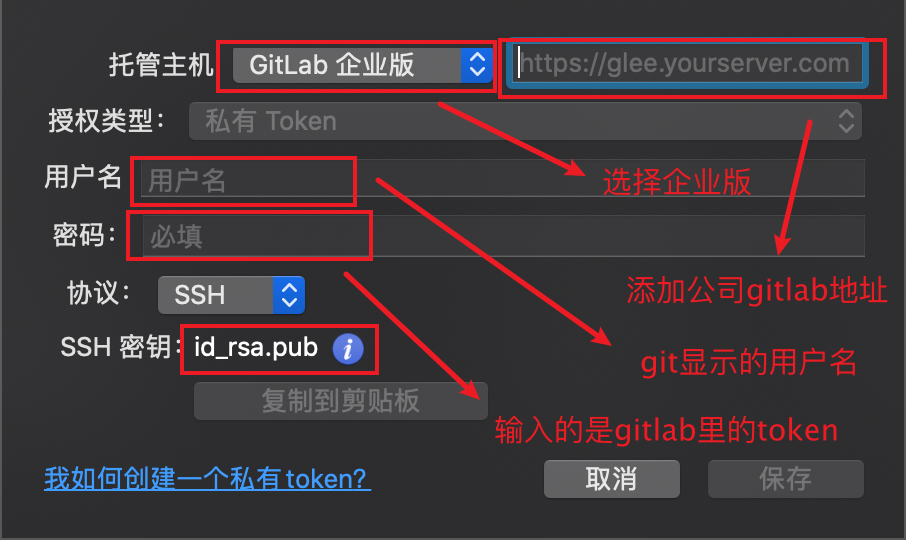 托管主机 GitLab 企业版 https://glee.yourserver.com
授权类型： 私有 Token
用户名 用户名
选择企业版
密码： 必填
添加公司gitlab地址
协议： SSH
SSH 密钥： id_rsa.pub i
git显示的用户名
复制到剪贴板
输入的是gitlab里的token
我如何创建一个私有token?
取消 保存